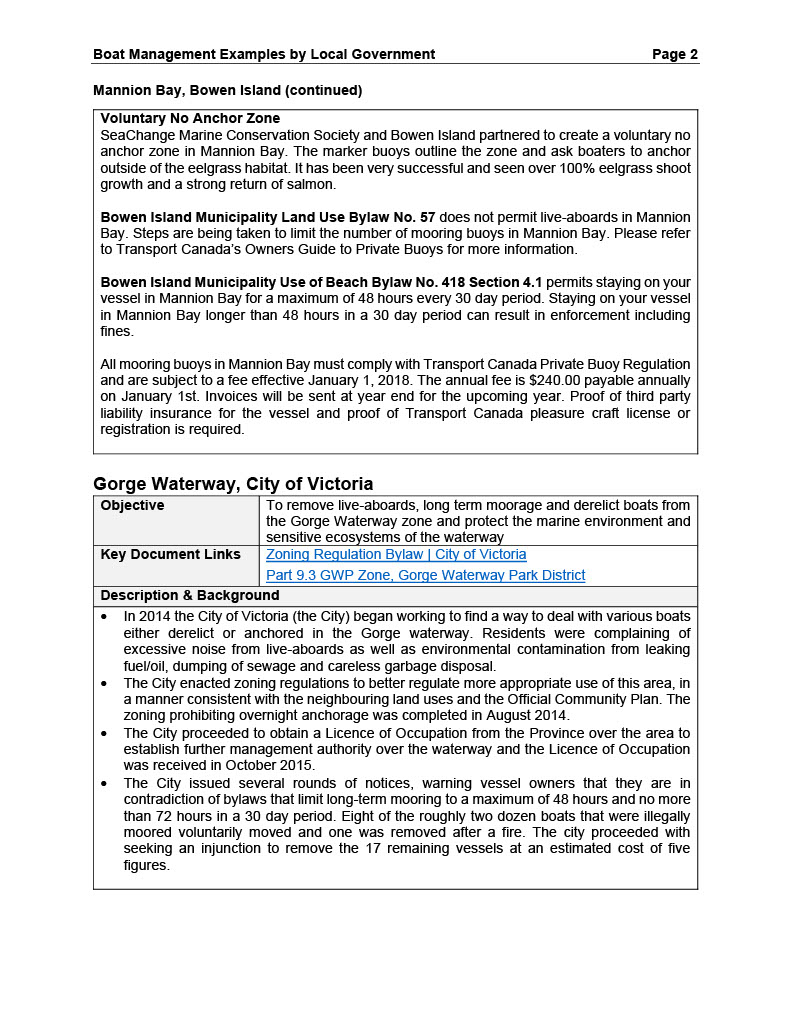 Boat Management Examples by Local Government Page 2
Mannion Bay, Bowen Island (continued)
Voluntary No Anchor Zone
SeaChange Marine Conservation Society and Bowen Island partnered to create a voluntary no
anchor zone in Mannion Bay. The marker buoys outline the zone and ask boaters to anchor
outside of the eelgrass habitat. It has been very successful and seen over 100% eelgrass shoot
growth and a strong return of salmon.
Bowen Island Municipality Land Use Bylaw No. 57 does not permit live-aboards in Mannion
Bay. Steps are being taken to limit the number of mooring buoys in Mannion Bay. Please refer
to Transport Canada's Owners Guide to Private Buoys for more information.
Bowen Island Municipality Use of Beach Bylaw No. 418 Section 4.1 permits staying on your
vessel in Mannion Bay for a maximum of 48 hours every 30 day period. Staying on your vessel
in Mannion Bay longer than 48 hours in a 30 day period can result in enforcement including
fines.
All mooring buoys in Mannion Bay must comply with Transport Canada Private Buoy Regulation
and are subject to a fee effective January 1, 2018. The annual fee is $240.00 payable annually
on January 1st. Invoices will be sent at year end for the upcoming year. Proof of third party
liability insurance for the vessel and proof of Transport Canada pleasure craft license or
registration is required.
Gorge Waterway, City of Victoria
Objective To remove live-aboards, long term moorage and derelict boats from
the Gorge Waterway zone and protect the marine environment and
sensitive ecosystems of the waterway
Key Document Links Zoning Regulation Bylaw | City of Victoria
Part 9.3 GWP Zone, Gorge Waterway Park District
Description & Background
• In 2014 the City of Victoria (the City) began working to find a way to deal with various boats
either derelict or anchored in the Gorge waterway. Residents were complaining of
excessive noise from live-aboards as well as environmental contamination from leaking
fuel/oil, dumping of sewage and careless garbage disposal.
• The City enacted zoning regulations to better regulate more appropriate use of this area, in
a manner consistent with the neighbouring land uses and the Official Community Plan. The
zoning prohibiting overnight anchorage was completed in August 2014.
• The City proceeded to obtain a Licence of Occupation from the Province over the area to
establish further management authority over the waterway and the Licence of Occupation
was received in October 2015.
• The City issued several rounds of notices, warning vessel owners that they are in
contradiction of bylaws that limit long-term mooring to a maximum of 48 hours and no more
than 72 hours in a 30 day period. Eight of the roughly two dozen boats that were illegally
moored voluntarily moved and one was removed after a fire. The city proceeded with
seeking an injunction to remove the 17 remaining vessels at an estimated cost of five
figures.